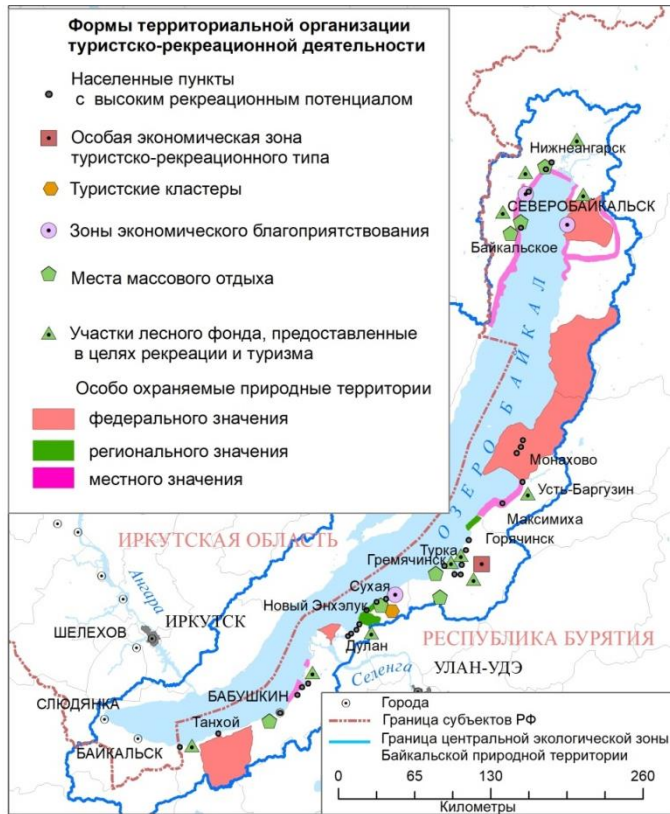 Формы территориальной организации
туристско-рекреационной деятельности
Населенные пункты
с высоким рекреационным потенциалом
Особая экономическая зона
туристско-рекреационного типа
Туристские кластеры
Зоны экономического благоприятствования
Места массового отдыха
Участки лесного фонда, предоставленные
в целях рекреации и туризма
Особо охраняемые природные территории
федерального значения
регионального значения
местного значения
Нижнеангарск
СЕВЕРОБАЙКАЛЬСК
Байкальское
ОЗЕРО БАЙКАЛ
Монахово
Усть-Баргузин
Максимиха
Горячинск
Турка
Гремячинск
ИРКУТСКАЯ ОБЛАСТЬ
Ангара
Сухая
Новый Энхэлук
ИРКУТСК
ШЕЛЕХОВ
РЕСПУБЛИКА БУРЯТИЯ
Дулан
Селенга
УЛАН-УДЭ
БАБУШКИН
СЛЮДЯНКА
Танхой
БАЙКАЛЬСК
Города
Граница субъектов РФ
Граница центральной экологической зоны
Байкальской природной территории
0 65 130 260
Километры